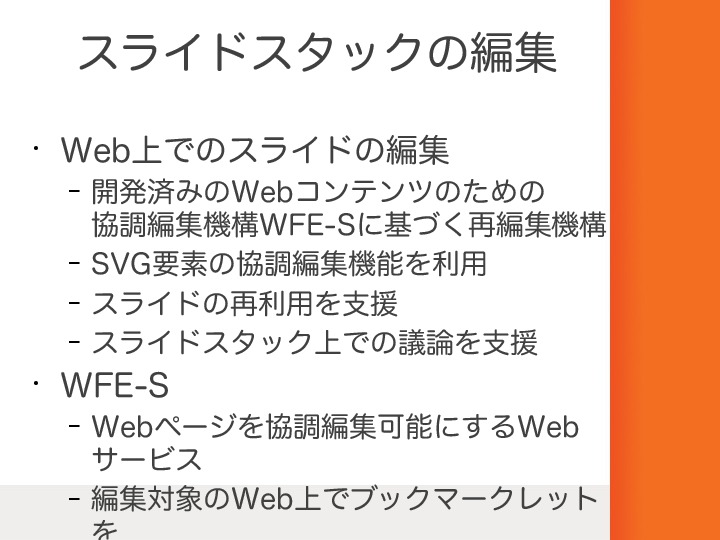 スライドスタックの編集
・ Web上でのスライドの編集
– 開発済みのWebコンテンツのための
協調編集機構WFE-Sに基づく再編集機構
– SVG要素の協調編集機能を利用
– スライドの再利用を支援
– スライドスタック上での議論を支援
・ WFE-S
– Webページを協調編集可能にするWeb
サービス
– 編集対象のWeb上でブックマークレット
を